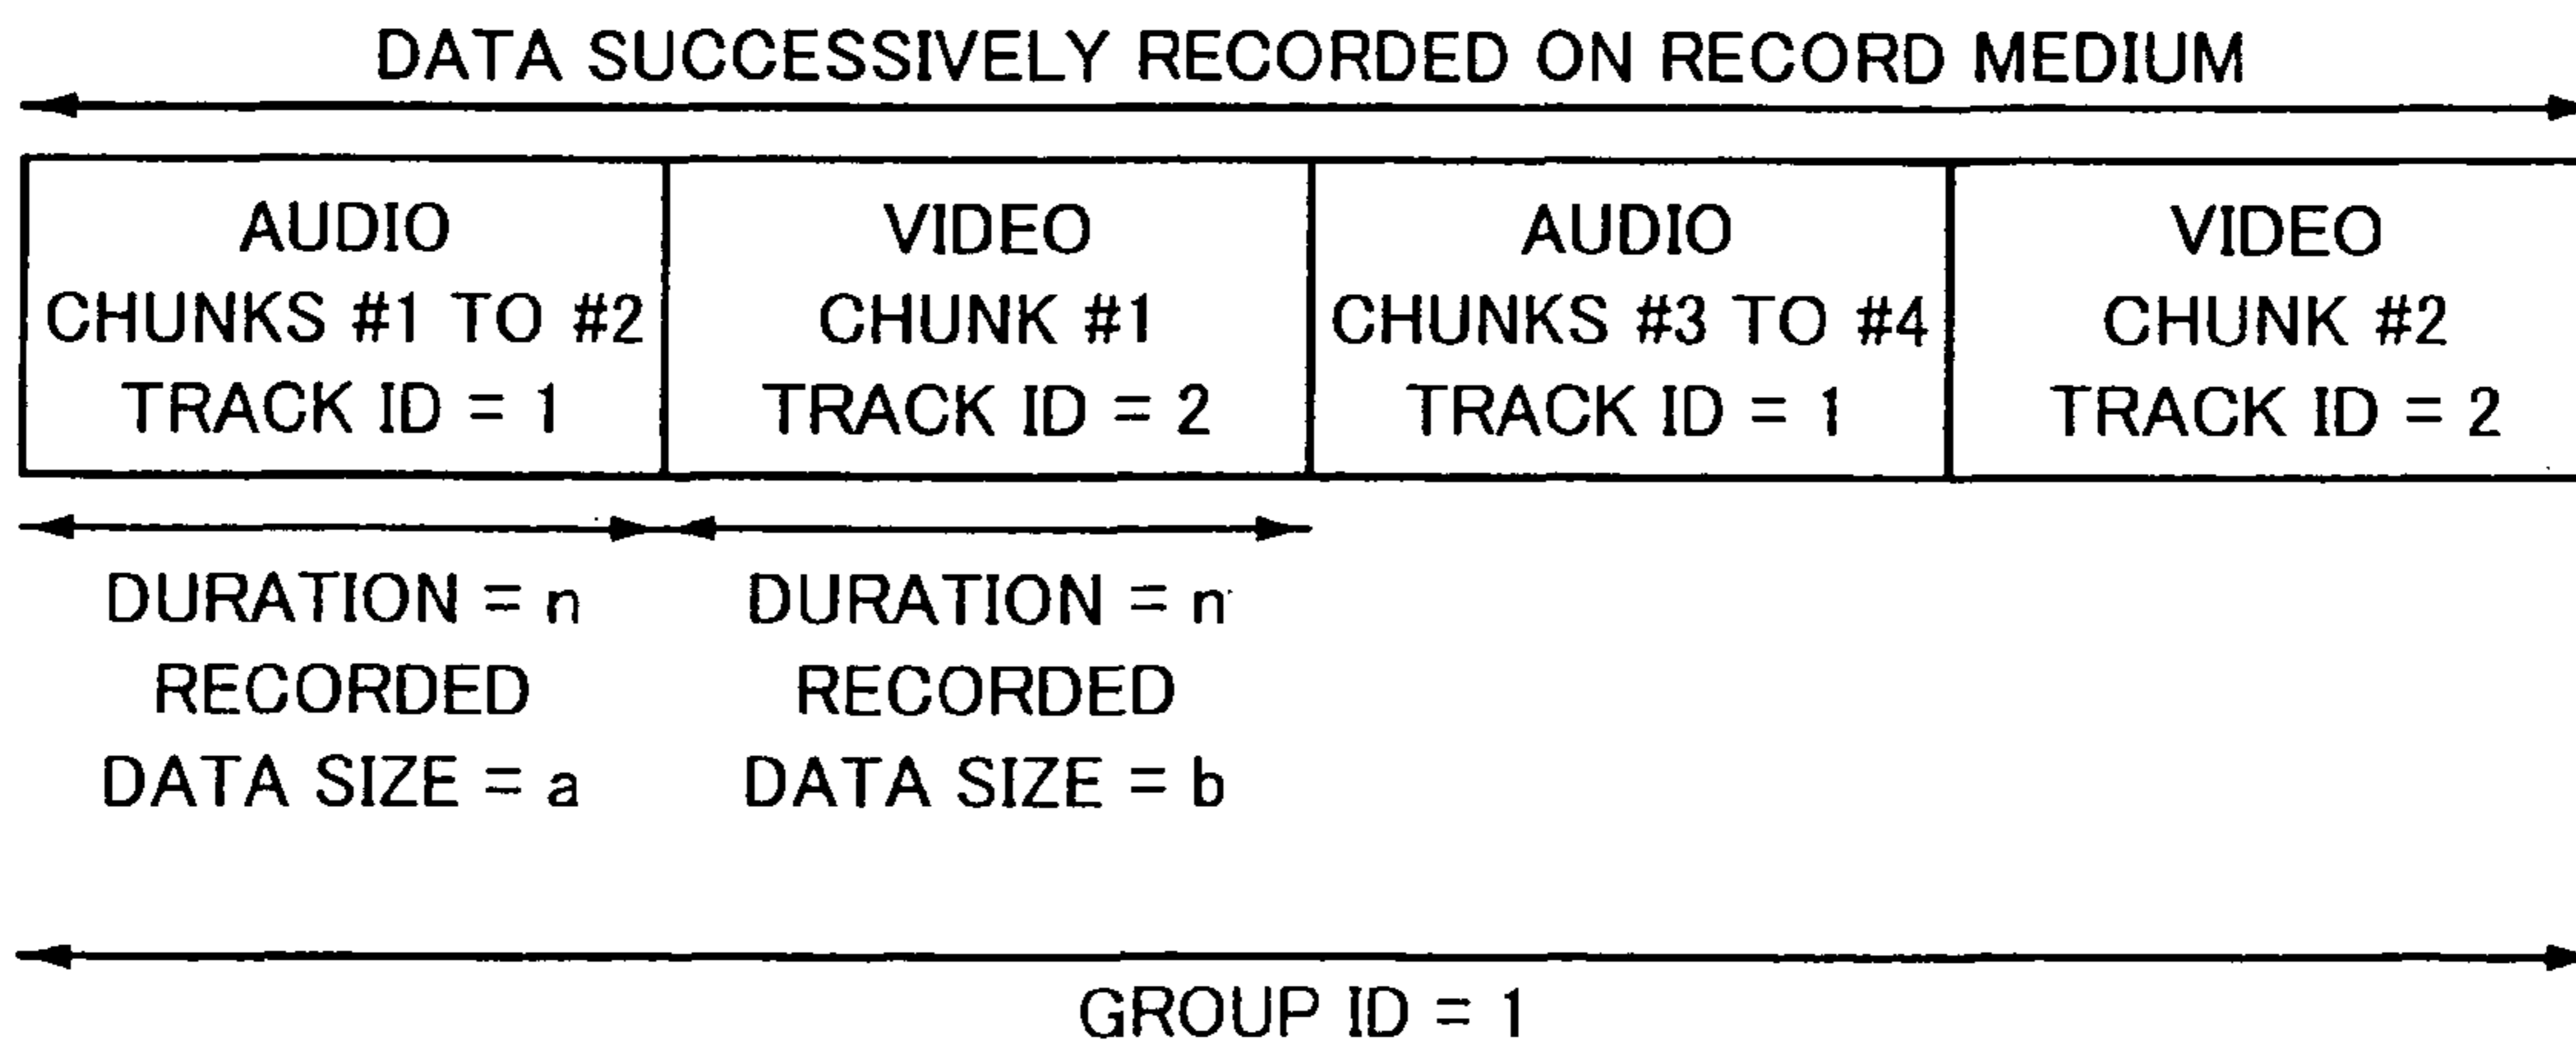 DATA SUCCESSIVELY RECORDED ON RECORD MEDIUM
AUDIO
CHUNKS #1 TO #2
TRACK ID = 1
VIDEO
CHUNK #1
TRACK ID = 2
AUDIO
CHUNKS #3 TO #4
TRACK ID = 1
VIDEO
CHUNK #2
TRACK ID = 2
DURATION = n
RECORDED
DATA SIZE = a
DURATION = n
RECORDED
DATA SIZE = b
GROUP ID = 1